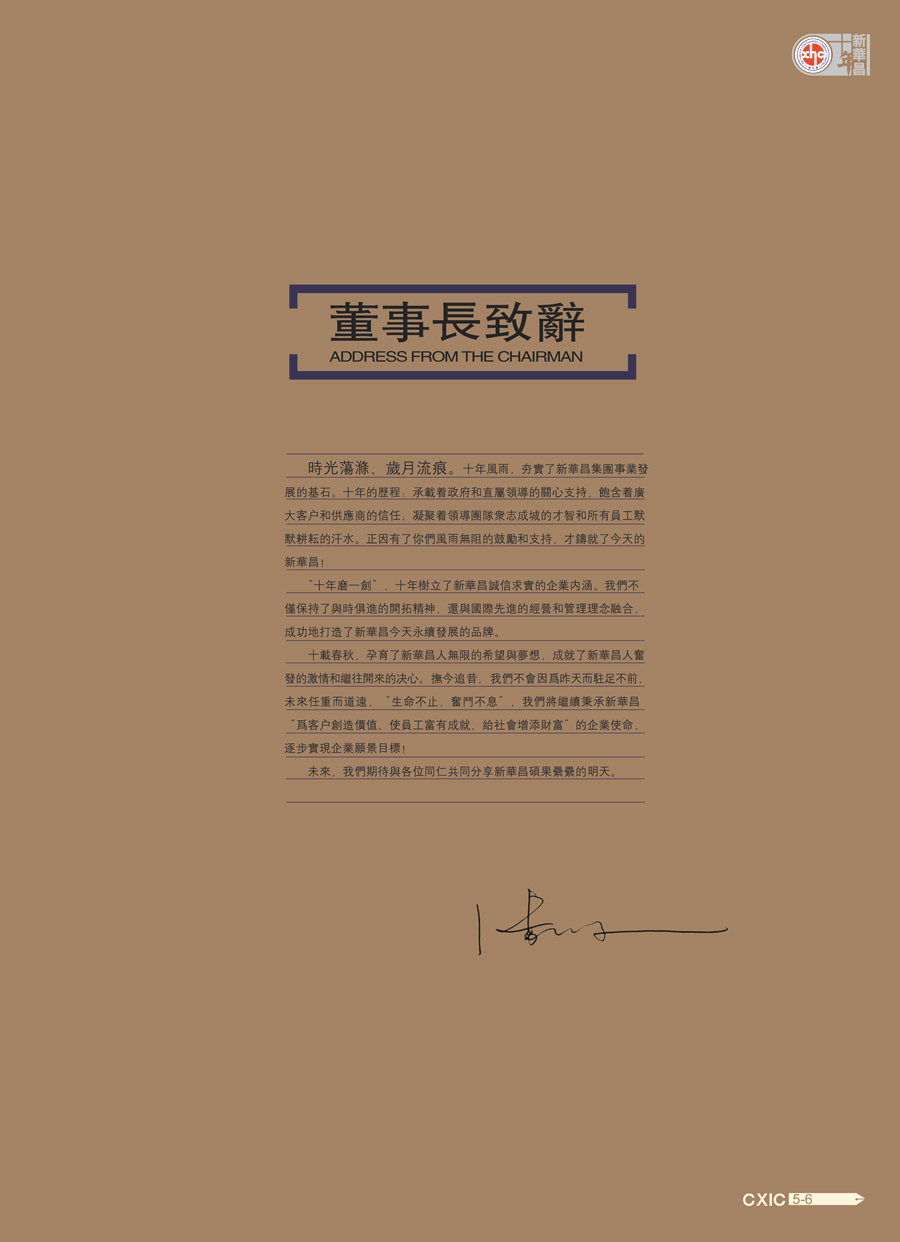 xhc
十年
新華昌
董事長致辭
ADDRESS FROM THE CHAIRMAN
時光蕩滌、歲月流痕。十年風雨，夯實了新華昌集團事業發
展的基石。十年的歷程：承載着政府和直屬領導的關心支持，飽含着廣
大客户和供應商的信任；凝聚着領導團隊衆志成城的才智和所有員工默
默耕耘的汗水。正因有了你們風雨無阻的鼓勵和支持，才鑄就了今天的
新華昌！
“十年磨一劍”，十年樹立了新華昌誠信求實的企業内涵。我們不
僅保持了與時俱進的開拓精神，還與國際先進的經營和管理理念融合，
成功地打造了新華昌今天永續發展的品牌。
十載春秋，孕育了新華昌人無限的希望與夢想，成就了新華昌人奮
發的激情和繼往開來的决心。撫今追昔，我們不會因爲昨天而駐足不前，
未來任重而道遠，“生命不止，奮鬥不息”，我們將繼續秉承新華昌
“爲客户創造價值，使員工富有成就，給社會增添財富”的企業使命，
逐步實現企業願景目標！
未來，我們期待與各位同仁共同分享新華昌碩果纍纍的明天。
CXIC 5-6